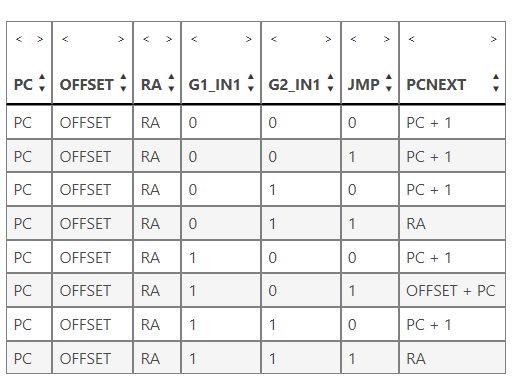 PC OFFSET RA G1_IN1 G2_IN1 JMP PCNEXT
PC OFFSET RA 0 0 0 PC + 1
PC OFFSET RA 0 0 1 PC + 1
PC OFFSET RA 0 1 0 PC + 1
PC OFFSET RA 0 1 1 RA
PC OFFSET RA 1 0 0 PC + 1
PC OFFSET RA 1 0 1 OFFSET + PC
PC OFFSET RA 1 1 0 PC + 1
PC OFFSET RA 1 1 1 RA